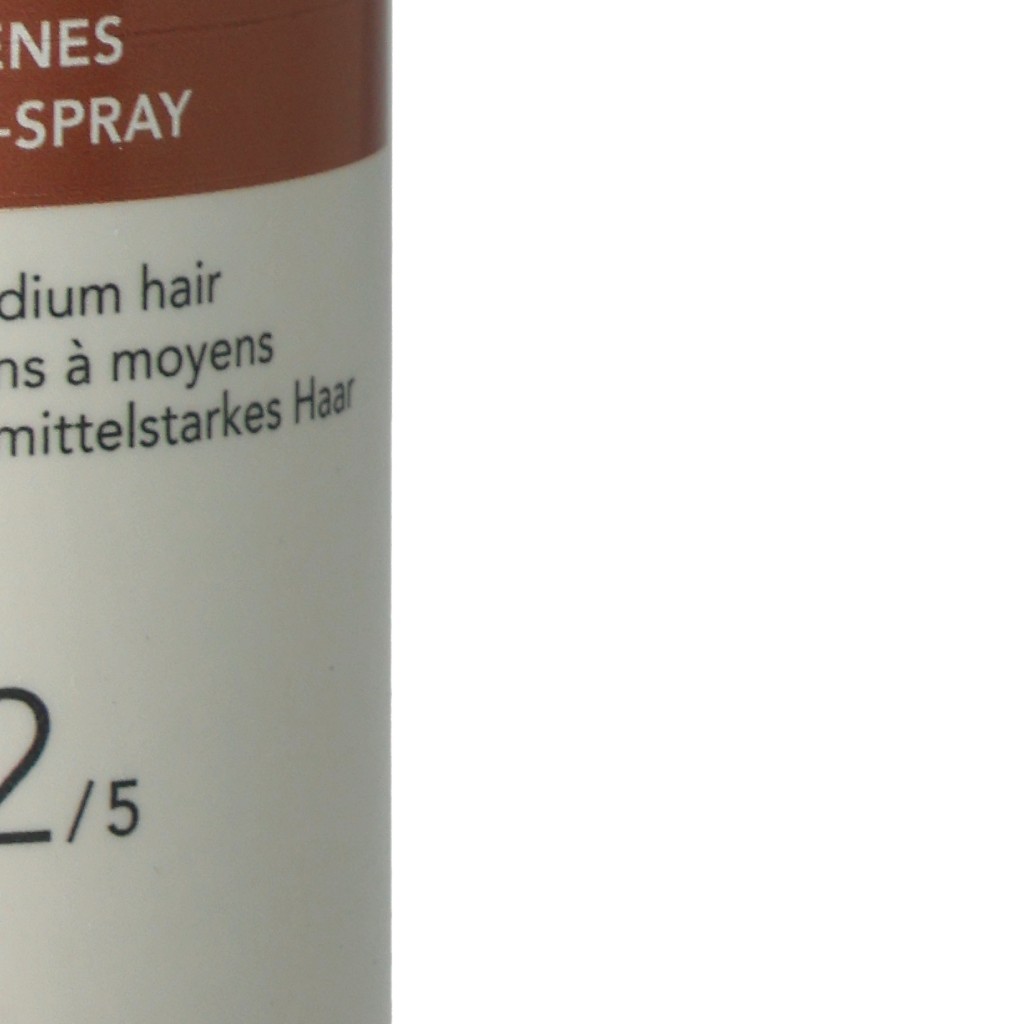 ENES
-SPRAY
dium hair
ns à moyens
mittelstarkes Haar
2/5